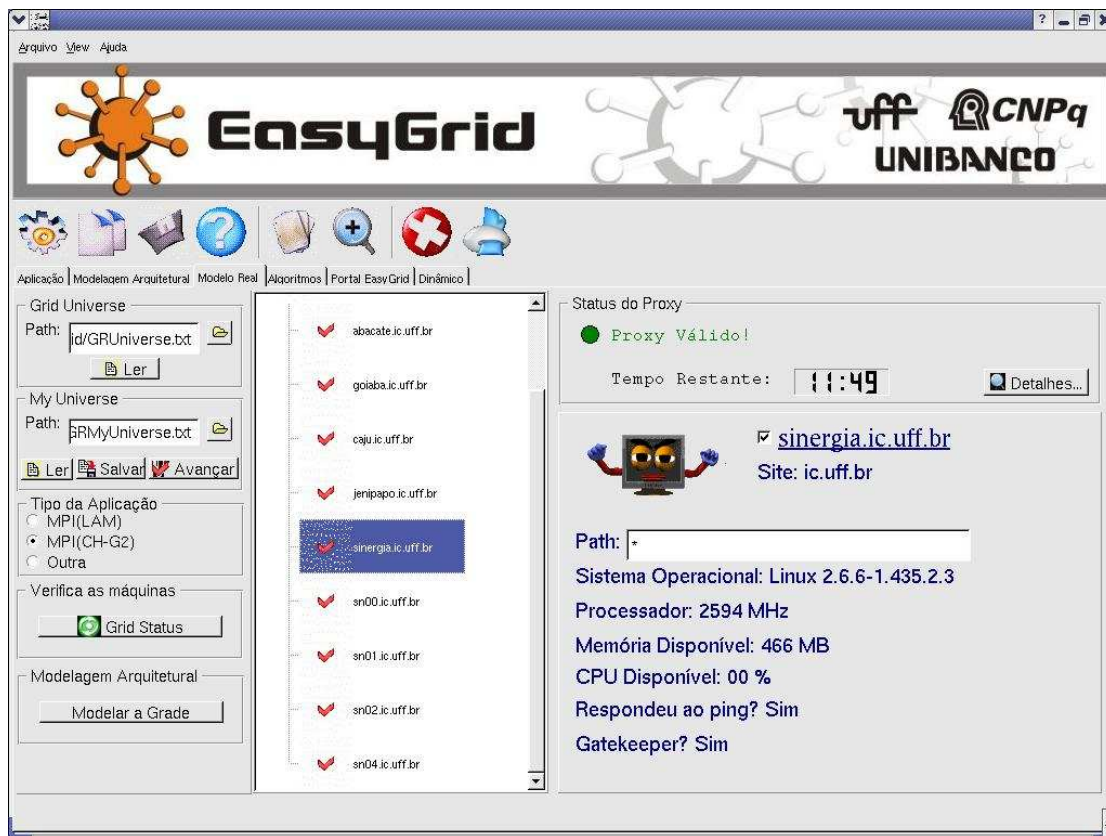 Arquivo View Ajuda
EasyGrid
uff CNPq
UNIBANCO
Aplicação Modelagem Arquitetural Modelo Real Algoritmos Portal EasyGrid Dinâmico
Grid Universe
Path: id/GRUniverse.txt
Ler
My Universe
Path: GRMyUniverse.txt
Ler Salvar Avançar
Tipo da Aplicação
MPI(LAM)
MPI(CH-G2)
Outra
Verifica as máquinas
Grid Status
Modelagem Arquitetural
Modelar a Grade
abacate.ic.uff.br
goiaba.ic.uff.br
caju.ic.uff.br
jenipapo.ic.uff.br
sinergia.ic.uff.br
sn00.ic.uff.br
sn01.ic.uff.br
sn02.ic.uff.br
sn04.ic.uff.br
Status do Proxy
Proxy Válido!
Tempo Restante: 11:49
Detalhes...
sinergia.ic.uff.br
Site: ic.uff.br
Path: *
Sistema Operacional: Linux 2.6.6-1.435.2.3
Processador: 2594 MHz
Memória Disponível: 466 MB
CPU Disponível: 00 %
Respondeu ao ping? Sim
Gatekeeper? Sim